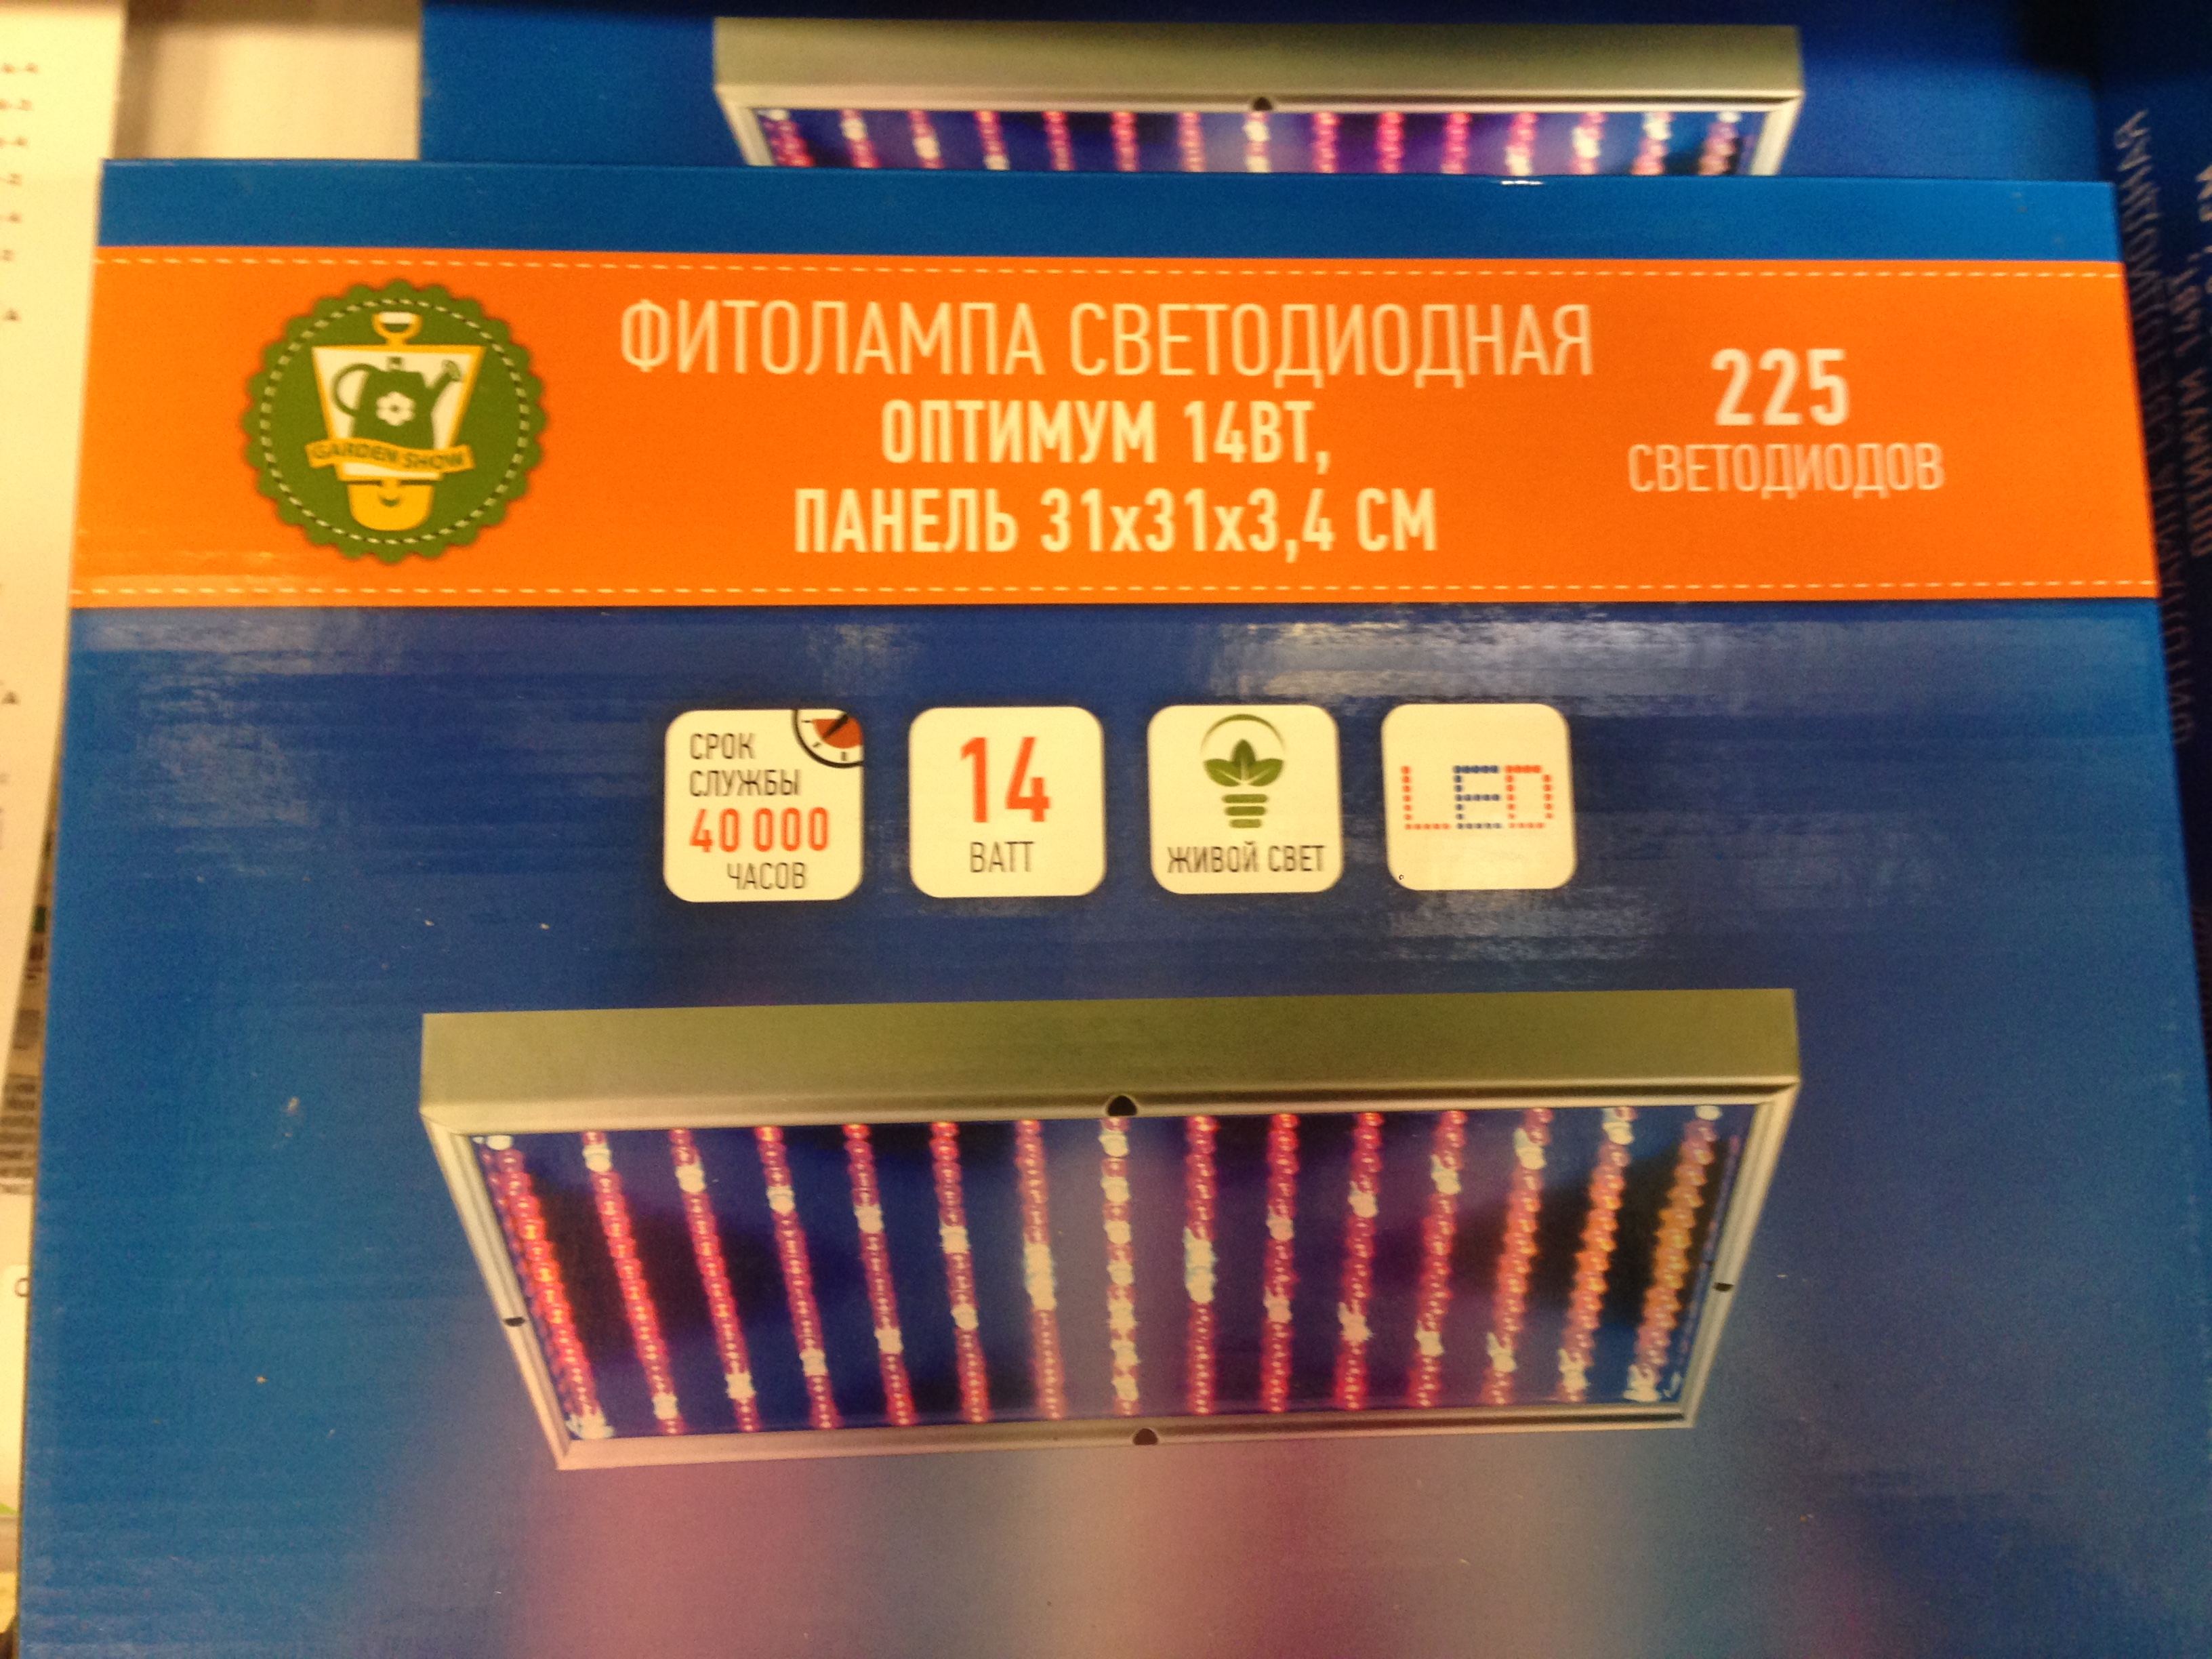 ФИТОЛАМПА СВЕТОДИОДНАЯ
ОПТИМУМ 14ВТ,
ПАНЕЛЬ 31х31х3,4 СМ
225
СВЕТОДИОДОВ
GARDEN SHOW
СРОК
СЛУЖБЫ
40 000
ЧАСОВ
14
ВАТТ
ЖИВОЙ СВЕТ
LED